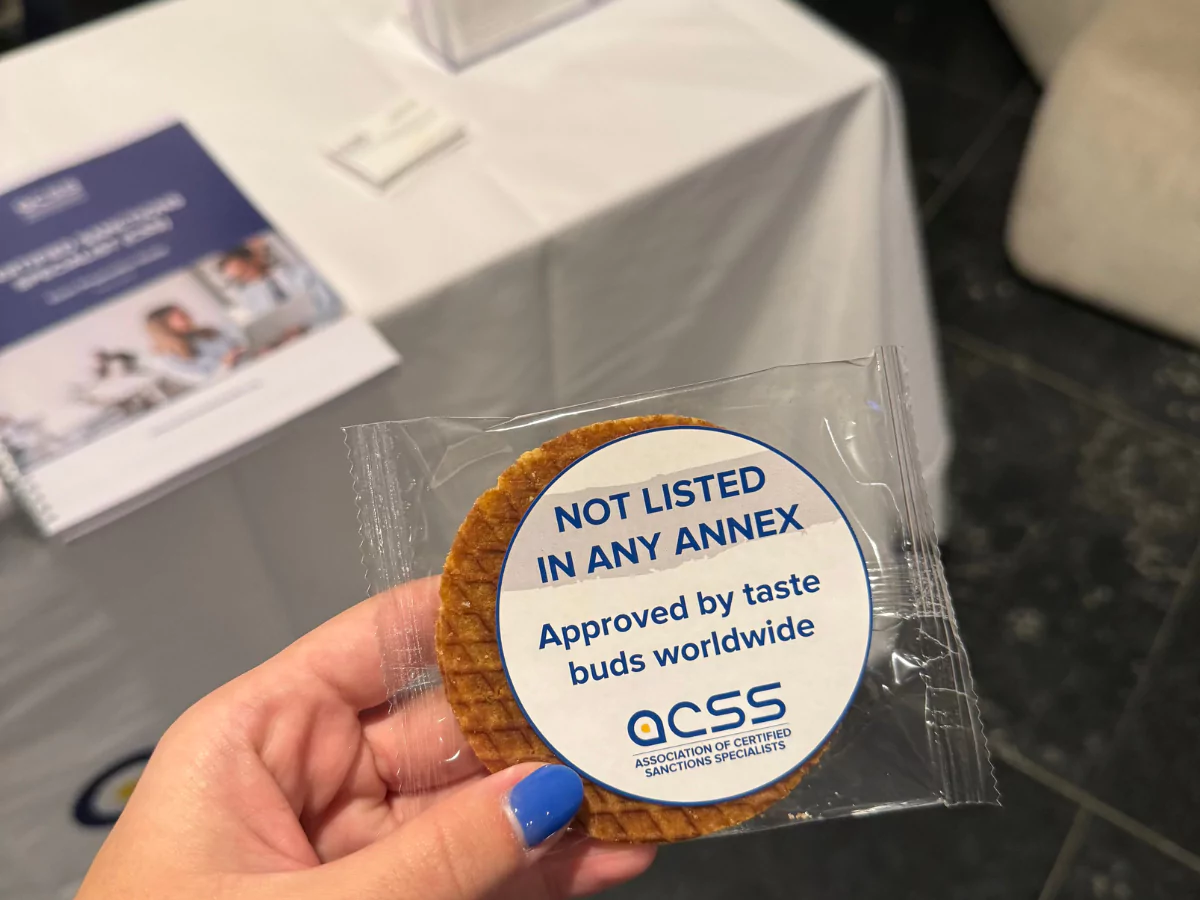 NOT LISTED
IN ANY ANNEX
Approved by taste
buds worldwide
acss
ASSOCIATION OF CERTIFIED
SANCTIONS SPECIALISTS